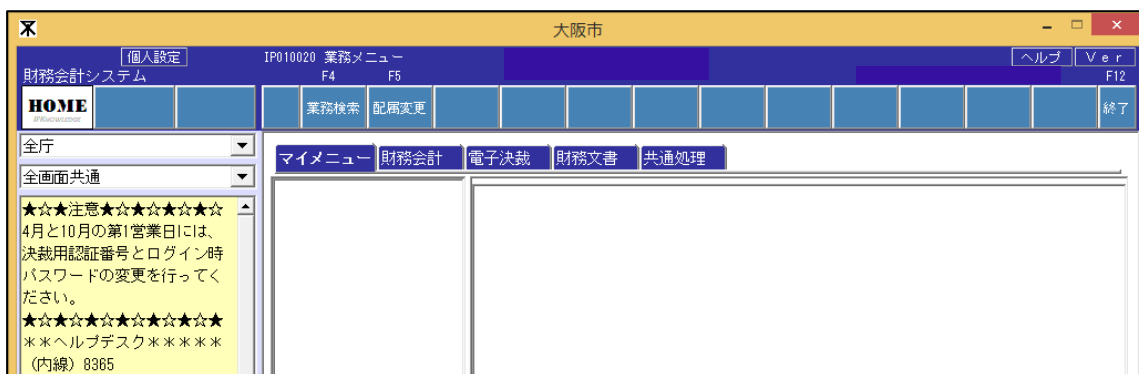 大阪市
個人設定
IP010020 業務メニュー
ヘルプ Ver
財務会計システム
F4 F5 F12
HOME
IPKNOWLEDGE
業務検索 配属変更 終了
全庁
全画面共通
マイメニュー 財務会計 電子決裁 財務文書 共通処理
★☆★注意★☆★☆★☆★☆
4月と10月の第1営業日には、
決裁用認証番号とログイン時
パスワードの変更を行ってく
ださい。
★☆★☆★☆★☆★☆★☆★
**ヘルプデスク*****
(内線) 8365